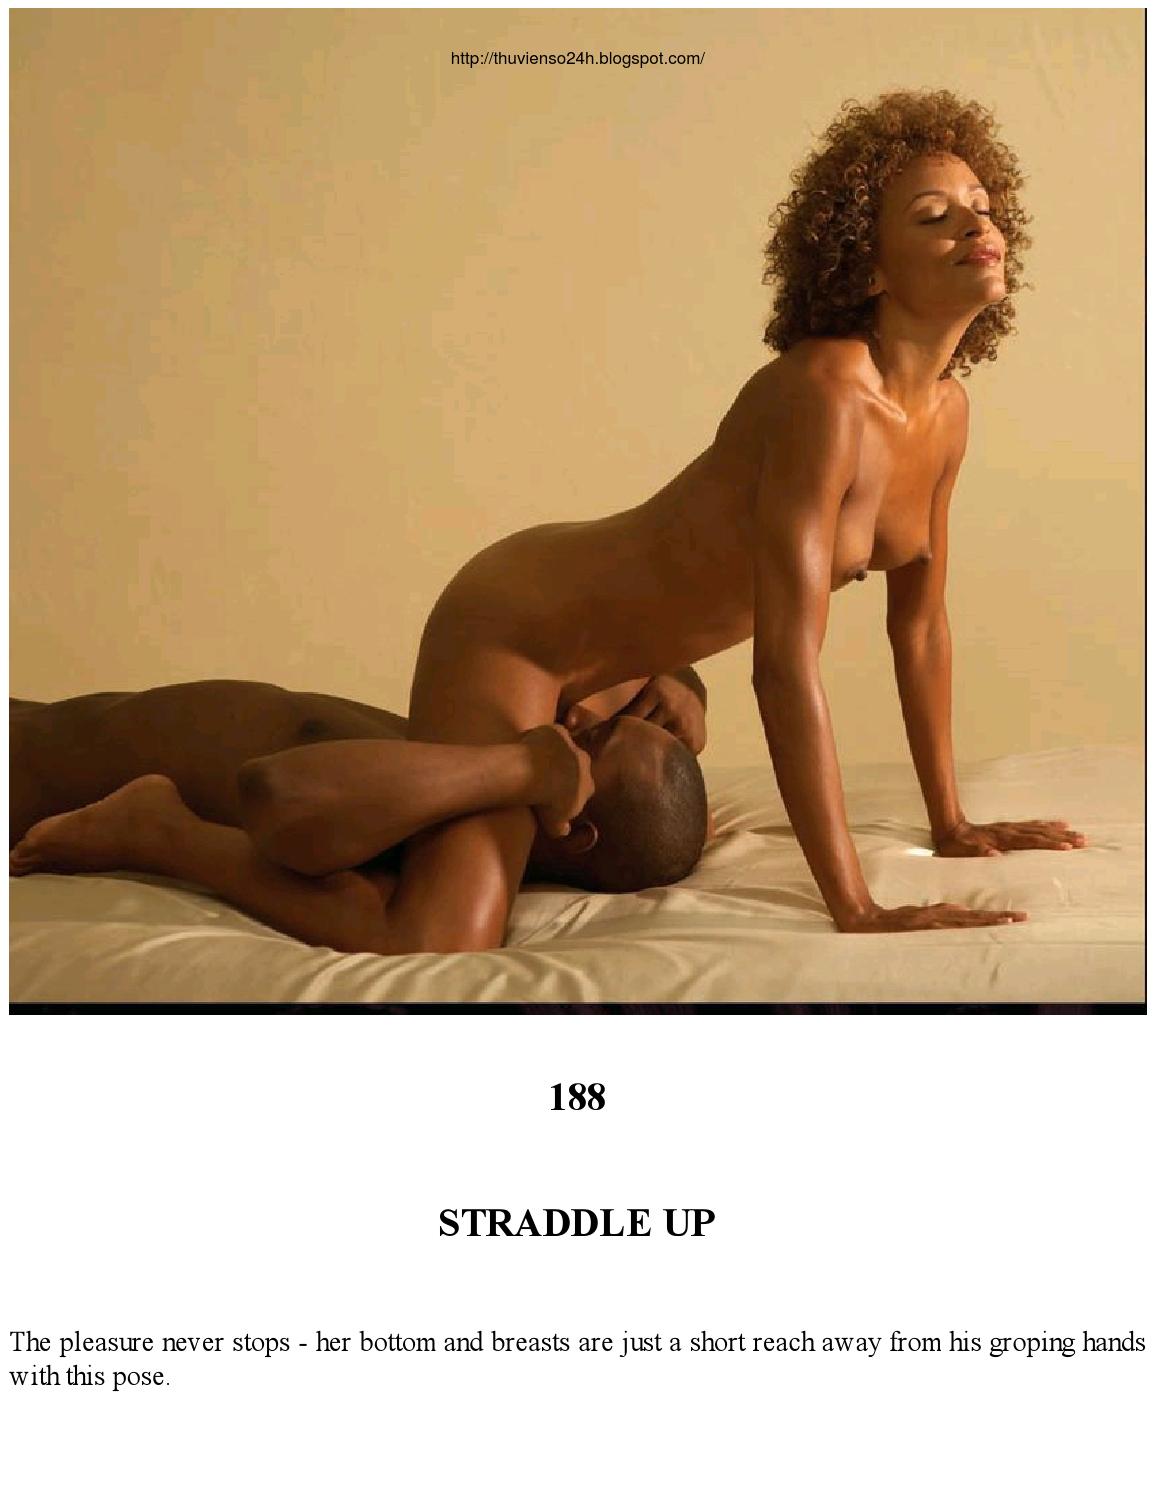 http://thuvienso24h.blogspot.com/
188
STRADDLE UP
The pleasure never stops - her bottom and breasts are just a short reach away from his groping hands
with this pose.